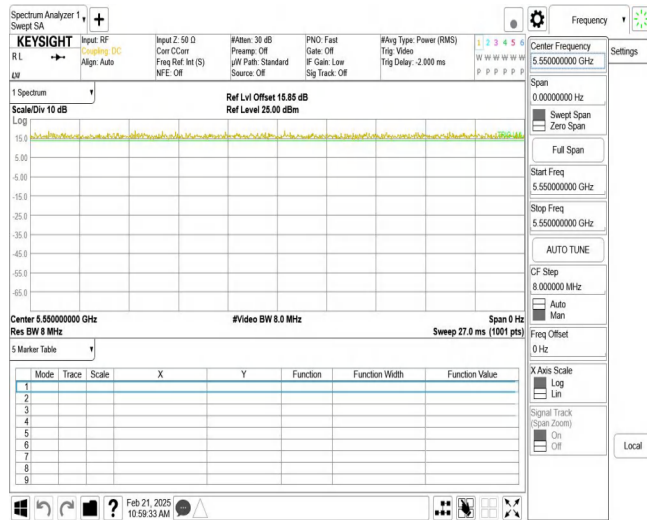 Spectrum Analyzer 1
Swept SA
Frequency
KEYSIGHT
RL
Input: RF
Coupling: DC
Align: Auto
Input Z: 50 Ω
Corr CCorr
Freq Ref: Int (S)
NFE: Off
#Atten: 30 dB
Preamp: Off
µW Path: Standard
Source: Off
PNO: Fast
Gate: Off
IF Gain: Low
Sig Track: Off
#Avg Type: Power (RMS)
Trig: Video
Trig Delay: -2.000 ms
1 2 3 4 5 6
W W W W W W
P P P P P P
1 Spectrum
Scale/Div 10 dB
Log
Ref Lvl Offset 15.85 dB
Ref Level 25.00 dBm
15.0
5.00
-5.00
-15.0
-25.0
-35.0
-45.0
-55.0
-65.0
Center 5.550000000 GHz
Res BW 8 MHz
#Video BW 8.0 MHz
Span 0 Hz
Sweep 27.0 ms (1001 pts)
5 Marker Table
Mode Trace Scale X Y Function Function Width Function Value
1
2
3
4
5
6
7
8
9
Feb 21, 2025
10:59:33 AM
Center Frequency
5.550000000 GHz
Span
0.00000000 Hz
Swept Span
Zero Span
Full Span
Start Freq
5.550000000 GHz
Stop Freq
5.550000000 GHz
AUTO TUNE
CF Step
8.000000 MHz
Auto
Man
Freq Offset
0 Hz
X Axis Scale
Log
Lin
Signal Track
(Span Zoom)
On
Off
Settings
Local